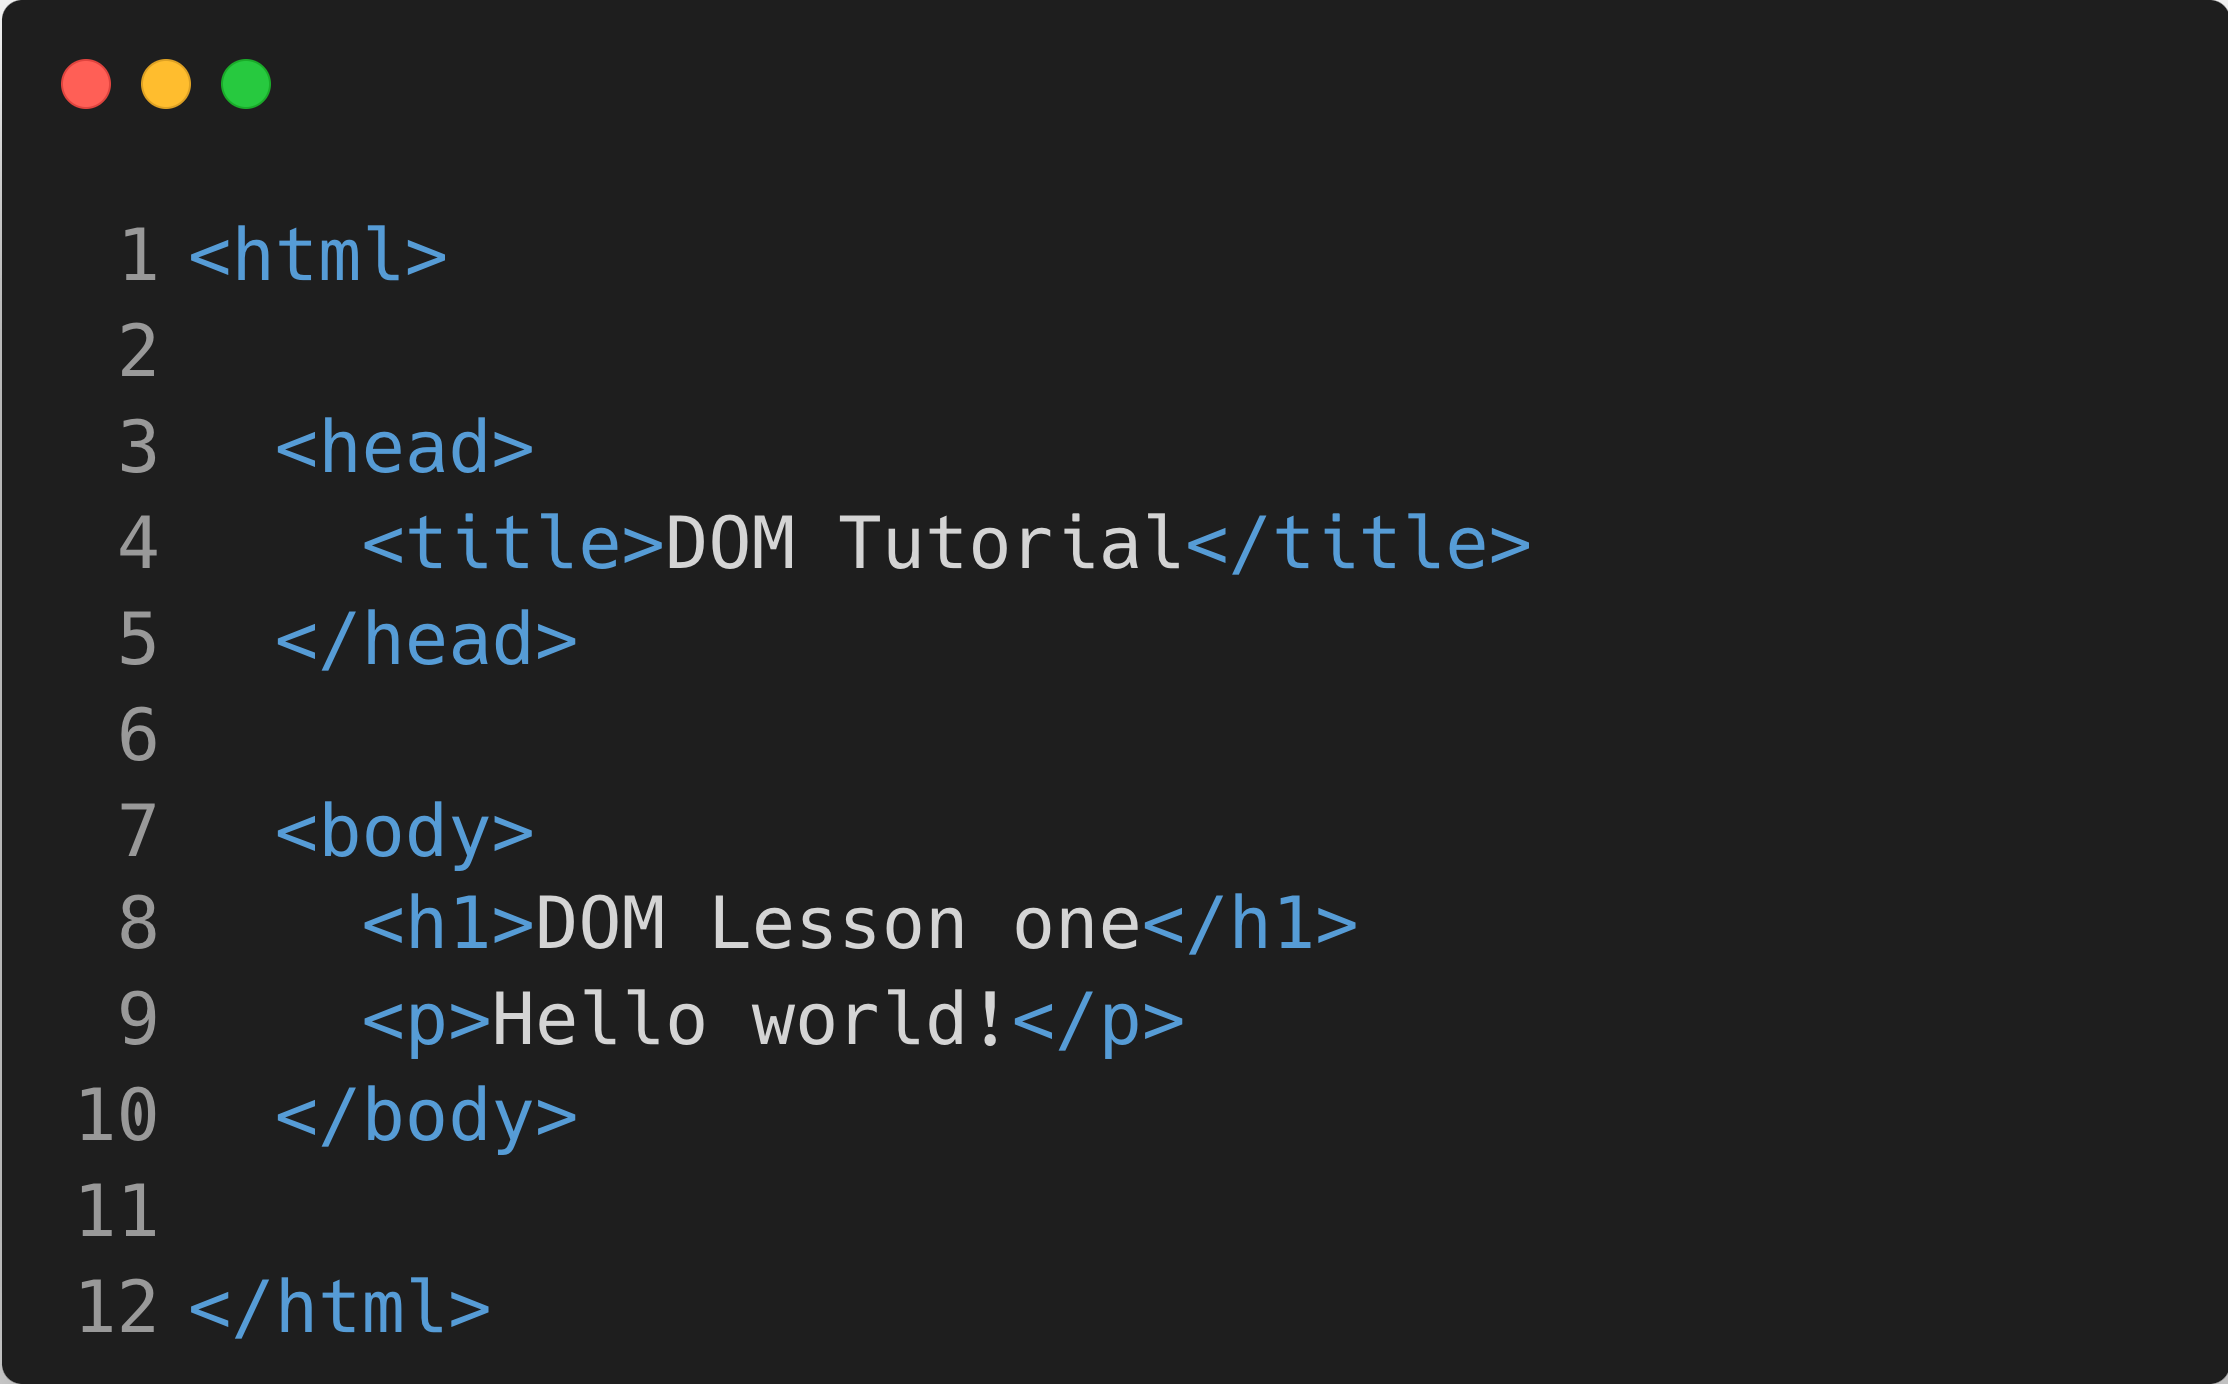 1 <html>
2
3   <head>
4     <title>DOM Tutorial</title>
5   </head>
6
7   <body>
8     <h1>DOM Lesson one</h1>
9     <p>Hello world!</p>
10   </body>
11
12 </html>